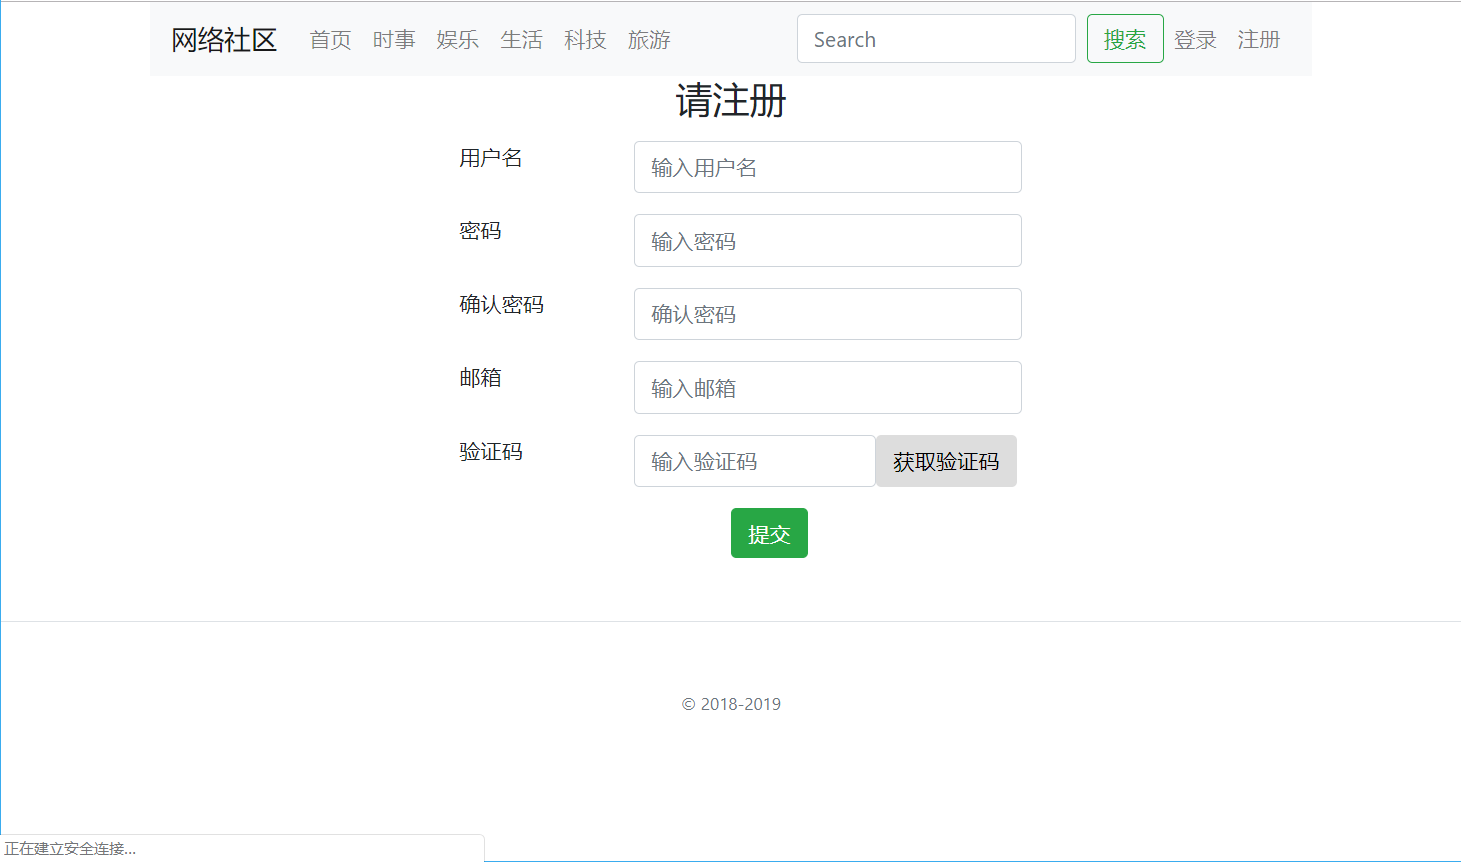 网络社区 首页 时事 娱乐 生活 科技 旅游 Search 搜索 登录 注册
请注册
用户名 输入用户名
密码 输入密码
确认密码 确认密码
邮箱 输入邮箱
验证码 输入验证码 获取验证码
提交
© 2018-2019
正在建立安全连接...